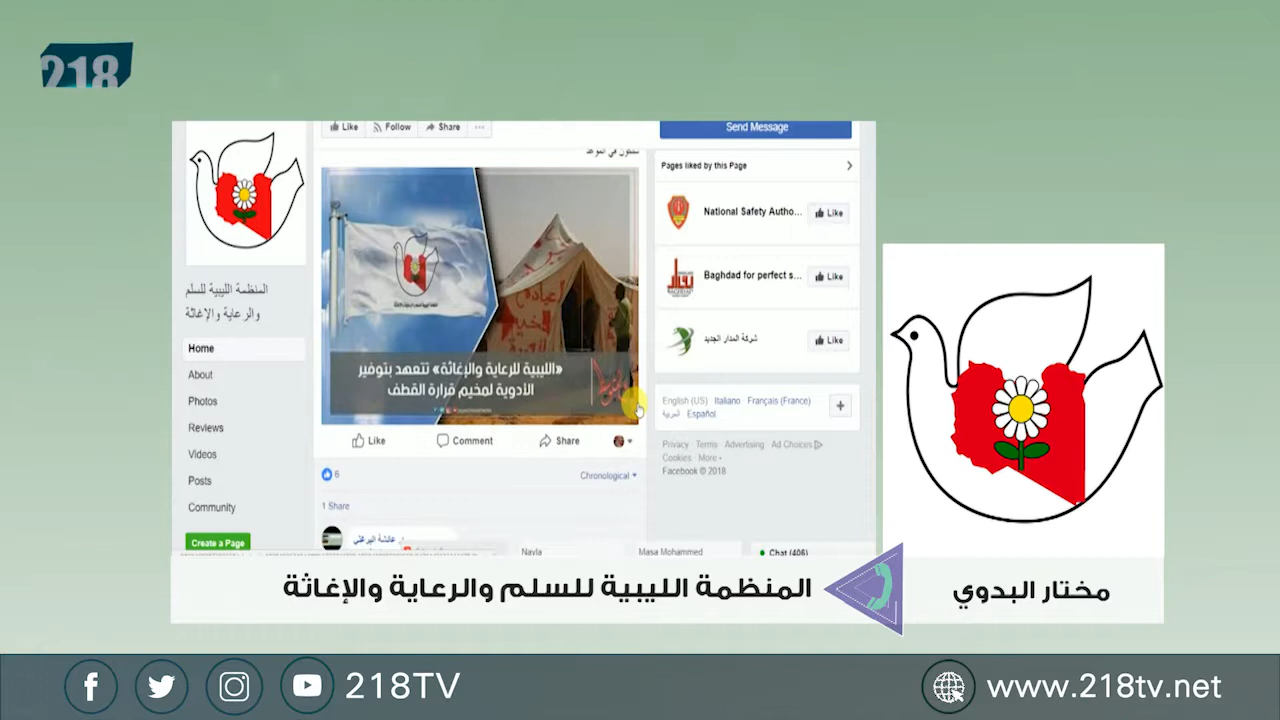 218
Like
Follow
Share
Send Message
Pages liked by this Page
National Safety Autho...
Like
Baghdad for perfect s...
Like
شركة المدار الجديد
Like
المنظمة الليبية للسلم
والرعاية والإغاثة
Home
About
Photos
Reviews
Videos
Posts
Community
Create a Page
«الليبية للرعاية والإغاثة» تتعهد بتوفير
الأدوية لمخيم قرارة القطف
Like
Comment
Share
6
Chronological
1 Share
English (US) Italiano Français (France)
العربية Español
Privacy Terms Advertising Ad Choices
Cookies More
Facebook © 2018
Nayla
Masa Mohammed
Chat (406)
المنظمة الليبية للسلم والرعاية والإغاثة
مختار البدوي
218TV
www.218tv.net